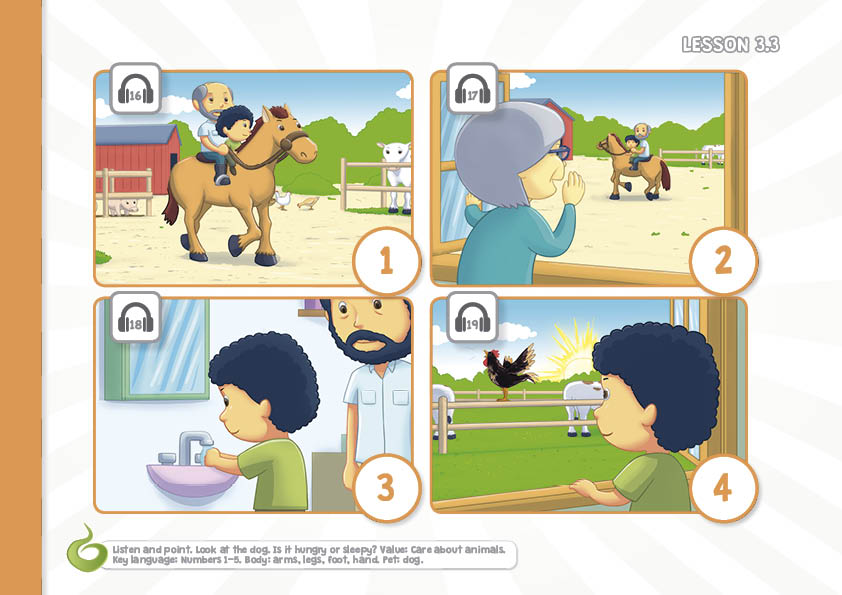 LESSON 3.3
16
17
1
2
18
19
3
4
Listen and point. Look at the dog. Is it hungry or sleepy? Value: Care about animals.
Key language: Numbers 1–5. Body: arms, legs, foot, hand. Pet: dog.